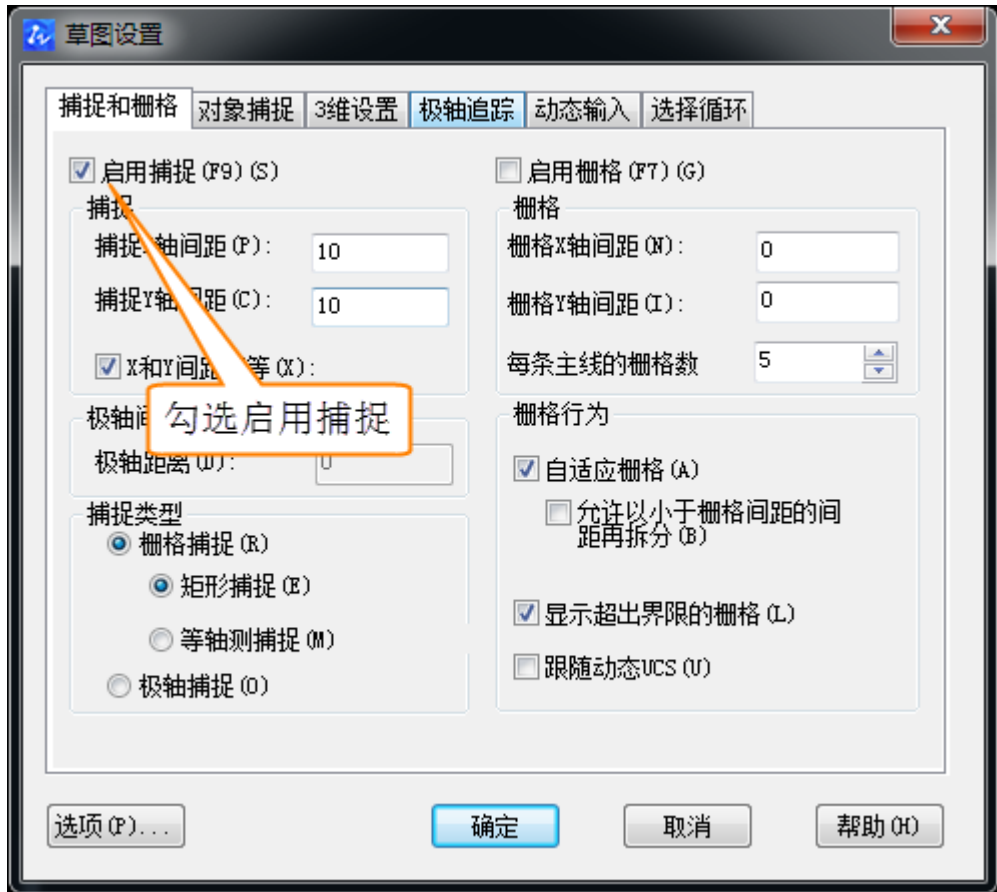 草图设置
捕捉和栅格 对象捕捉 3维设置 极轴追踪 动态输入 选择循环
启用捕捉(F9)(S)
启用栅格(F7)(G)
捕捉
捕捉 轴间距(P): 10
捕捉Y轴 距(C): 10
X和Y间距 等(X):
勾选启用捕捉
极轴间
极轴距离(D): 0
捕捉类型
栅格捕捉(R)
矩形捕捉(E)
等轴测捕捉(M)
极轴捕捉(O)
栅格
栅格X轴间距(N): 0
栅格Y轴间距(I): 0
每条主线的栅格数 5
栅格行为
自适应栅格(A)
允许以小于栅格间距的间
距再拆分(B)
显示超出界限的栅格(L)
跟随动态UCS(U)
选项(P)... 确定 取消 帮助(H)